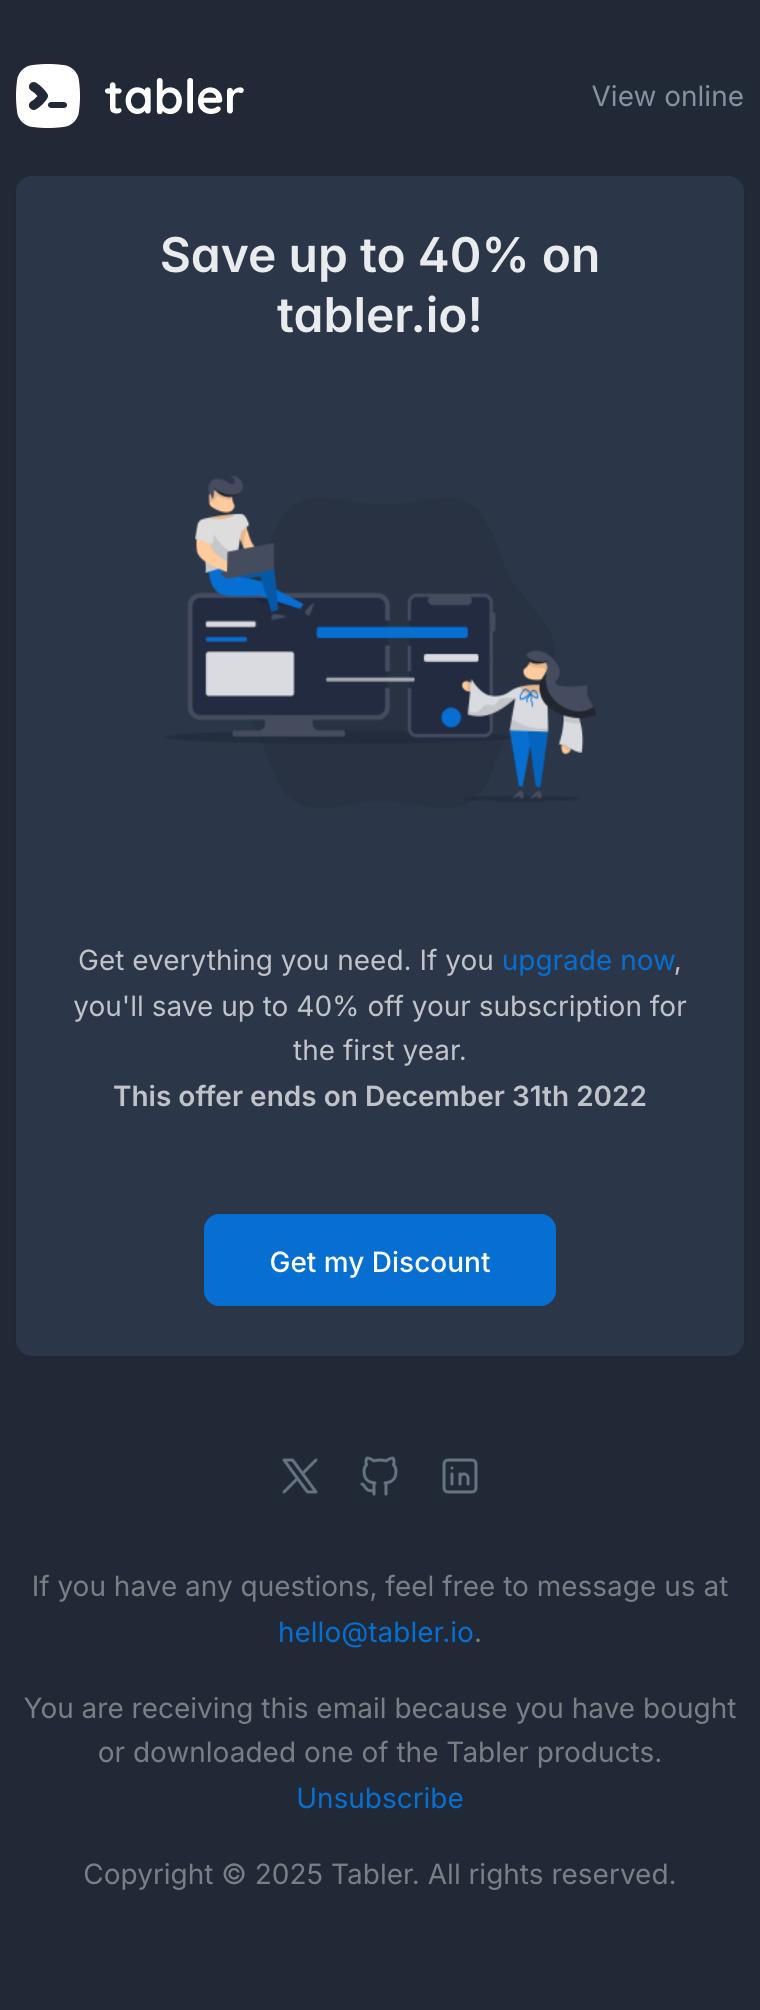 tabler
View online
Save up to 40% on
tabler.io!
Get everything you need. If you upgrade now,
you'll save up to 40% off your subscription for
the first year.
This offer ends on December 31th 2022
Get my Discount
If you have any questions, feel free to message us at
hello@tabler.io.
You are receiving this email because you have bought
or downloaded one of the Tabler products.
Unsubscribe
Copyright © 2025 Tabler. All rights reserved.